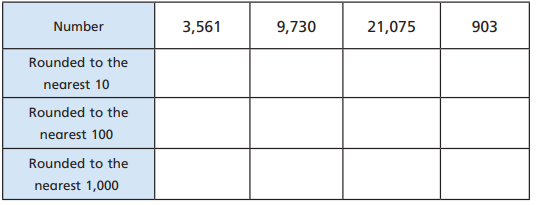 Number 3,561 9,730 21,075 903
Rounded to the
nearest 10
Rounded to the
nearest 100
Rounded to the
nearest 1,000